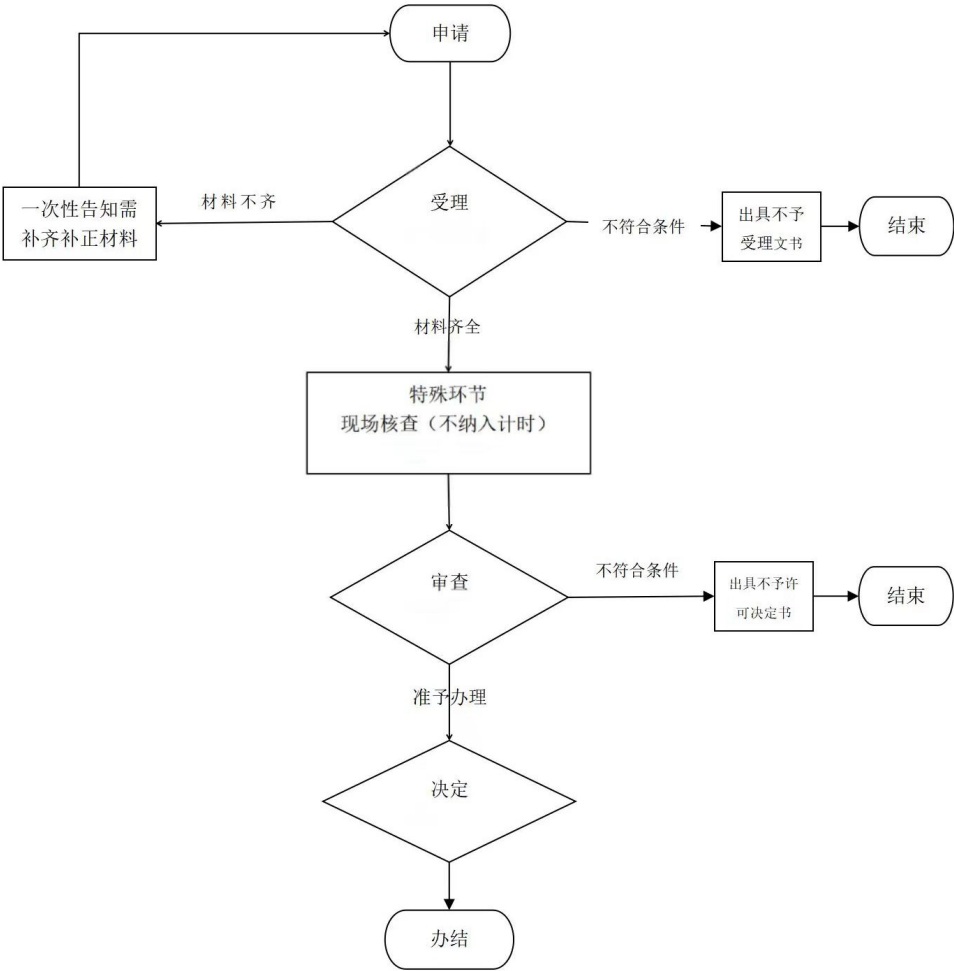 申请
受理
材料不齐
一次性告知需
补齐补正材料
不符合条件
出具不予
受理文书
结束
材料齐全
特殊环节
现场核查（不纳入计时）
审查
不符合条件
出具不予许
可决定书
结束
准予办理
决定
办结